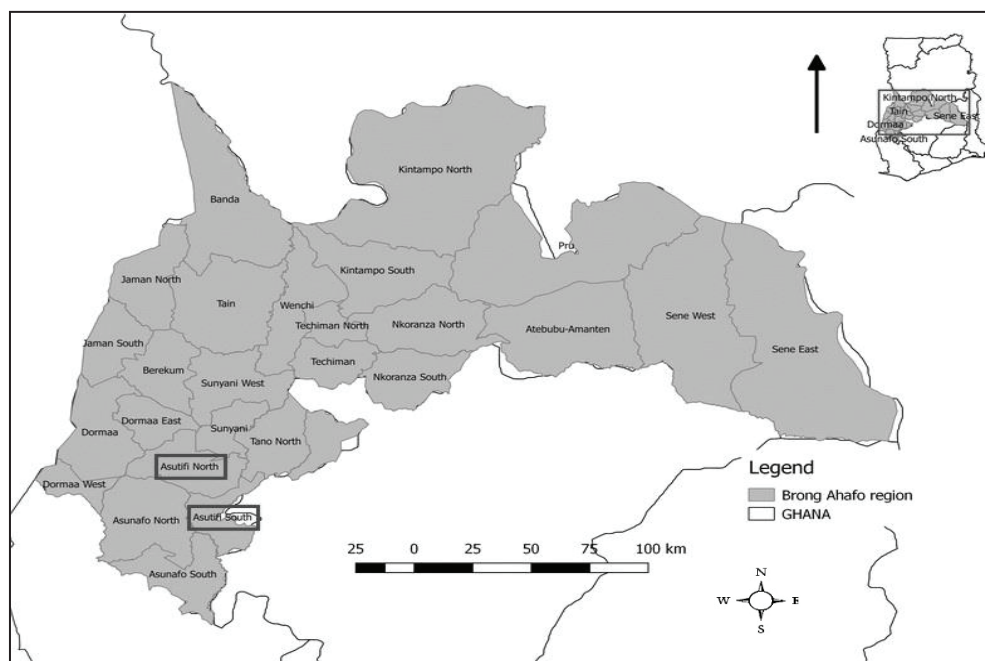 Kintampo North
Tain
Sene East
Dormaa
Asunafo South
Kintampo North
Banda
Pru
Kintampo South
Jaman North
Tain
Wenchi
Techiman North
Nkoranza North
Atebubu-Amanten
Sene West
Jaman South
Sene East
Techiman
Berekum
Sunyani West
Nkoranza South
Dormaa East
Dormaa
Sunyani
Tano North
Asutifi North
Dormaa West
Asunafo North
Asutifi South
Asunafo South
Legend
Brong Ahafo region
GHANA
25 0 25 50 75 100 km
N
W E
S